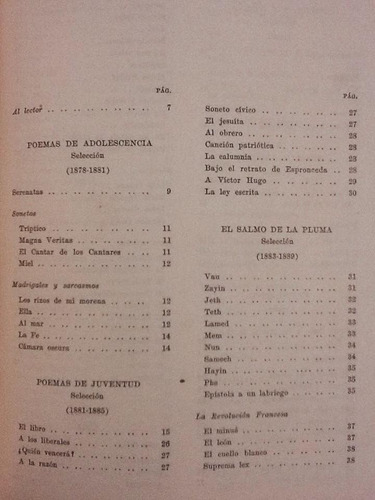 PÁG.
Al lector .. .. .. .. .. .. .. .. .. 7
POEMAS DE ADOLESCENCIA
Selección
(1878-1881)
Serenatas .. .. .. .. .. .. .. .. .. 9
Sonetos
Tríptico .. .. .. .. .. .. .. .. 11
Magna Veritas .. .. .. .. .. .. 11
El Cantar de los Cantares .. .. .. 11
Miel .. .. .. .. .. .. .. .. .. 12
Madrigales y sarcasmos
Los rizos de mi morena .. .. .. .. 12
Ella .. .. .. .. .. .. .. .. .. 12
Al mar .. .. .. .. .. .. .. .. 12
La Fe .. .. .. .. .. .. .. .. 14
Cámara oscura .. .. .. .. .. .. 14
POEMAS DE JUVENTUD
Selección
(1881-1885)
El libro .. .. .. .. .. .. .. .. 15
A los liberales .. .. .. .. .. .. 26
¿Quién vencerá? .. .. .. .. .. .. 27
A la razón .. .. .. .. .. .. .. 27
PÁG.
Soneto cívico .. .. .. .. .. .. 27
El jesuita .. .. .. .. .. .. .. 27
Al obrero .. .. .. .. .. .. .. 28
Canción patriótica .. .. .. .. .. 28
La calumnia .. .. .. .. .. .. .. 28
Bajo el retrato de Espronceda .. .. 28
A. Víctor Hugo .. .. .. .. .. .. 29
La ley escrita .. .. .. .. .. .. 30
EL SALMO DE LA PLUMA
Selección
(1883-1889)
Vau .. .. .. .. .. .. .. .. .. 31
Zayin .. .. .. .. .. .. .. .. 31
Jeth .. .. .. .. .. .. .. .. .. 32
Teth .. .. .. .. .. .. .. .. .. 32
Lamed .. .. .. .. .. .. .. .. 33
Mem .. .. .. .. .. .. .. .. .. 33
Nun .. .. .. .. .. .. .. .. .. 34
Samech .. .. .. .. .. .. .. .. 34
Hayin .. .. .. .. .. .. .. .. 35
Phe .. .. .. .. .. .. .. .. .. 35
Epístola a un labriego .. .. .. .. 35
La Revolución Francesa
El minué .. .. .. .. .. .. .. .. 37
El león .. .. .. .. .. .. .. .. 37
El cuello blanco .. .. .. .. .. .. 38
Suprema lex .. .. .. .. .. .. .. 38